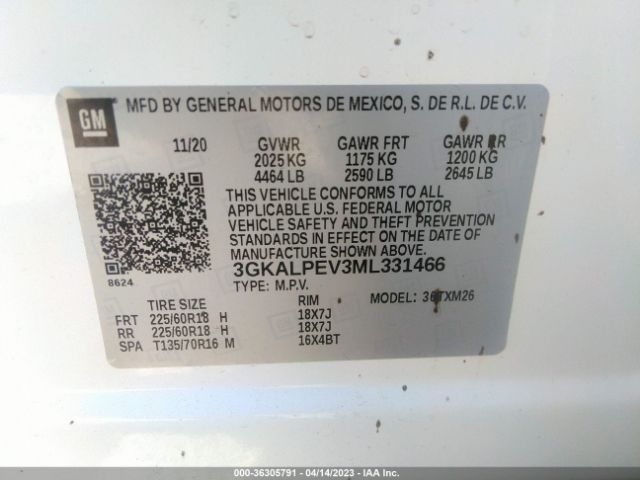 GM
MFD BY GENERAL MOTORS DE MEXICO, S. DE R.L. DE C.V.
11/20 GVWR GAWR FRT GAWR RR
2025 KG 1175 KG 1200 KG
4464 LB 2590 LB 2645 LB
THIS VEHICLE CONFORMS TO ALL
APPLICABLE U.S. FEDERAL MOTOR
VEHICLE SAFETY AND THEFT PREVENTION
STANDARDS IN EFFECT ON THE DATE OF
MANUFACTURE SHOWN ABOVE.
8624
3GKALPEV3ML331466
TYPE: M.P.V. MODEL:
TIRE SIZE RIM
FRT 225/60R18 H 18X7J
RR 225/60R18 H 18X7J
SPA T135/70R16 M 16X4BT
000-36305791 - 04/14/2023 - IAA Inc.